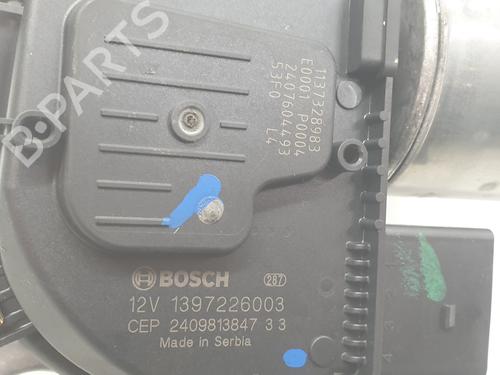 B-PARTS
1137328983
E0001 P0004
2407604493
53F0 L4
BOSCH 287
12V 1397226003
CEP 2409813847 3 3
Made in Serbia